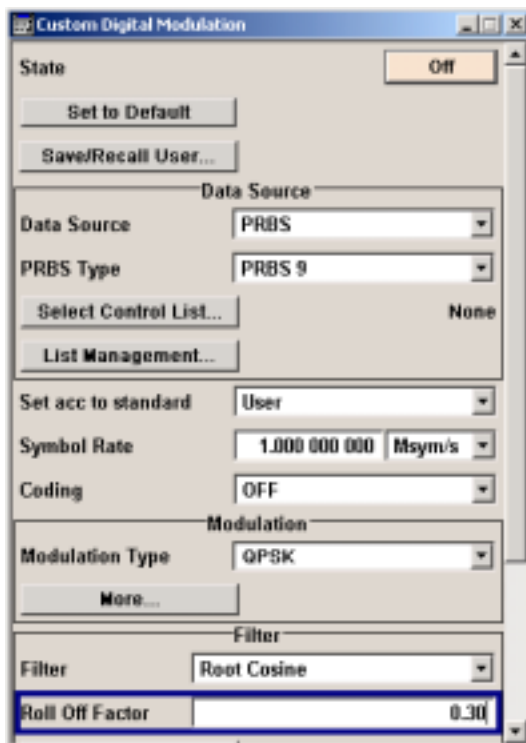 Custom Digital Modulation
State Off
Set to Default
Save/Recall User...
Data Source
Data Source PRBS
PRBS Type PRBS 9
Select Control List... None
List Management...
Set acc to standard User
Symbol Rate 1.000 000 000 Msym/s
Coding OFF
Modulation
Modulation Type QPSK
More...
Filter
Filter Root Cosine
Roll Off Factor 0.30